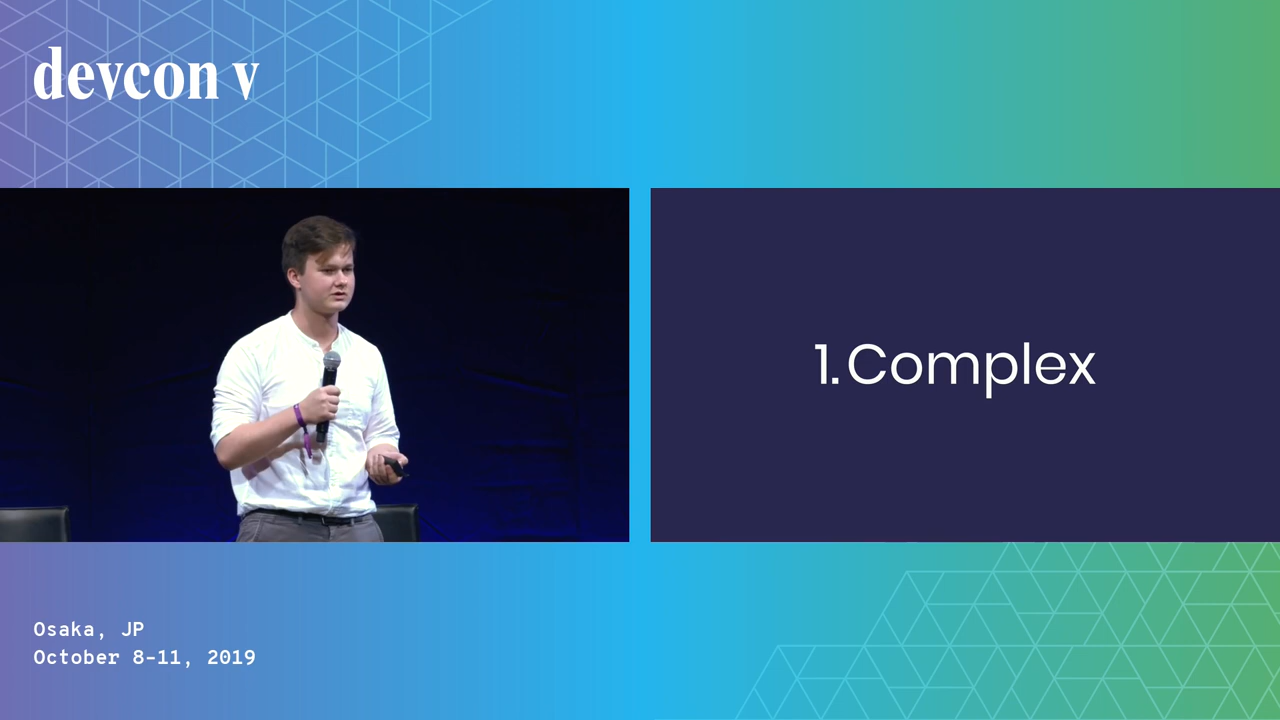 devcon v
1. Complex
Osaka, JP
October 8-11, 2019